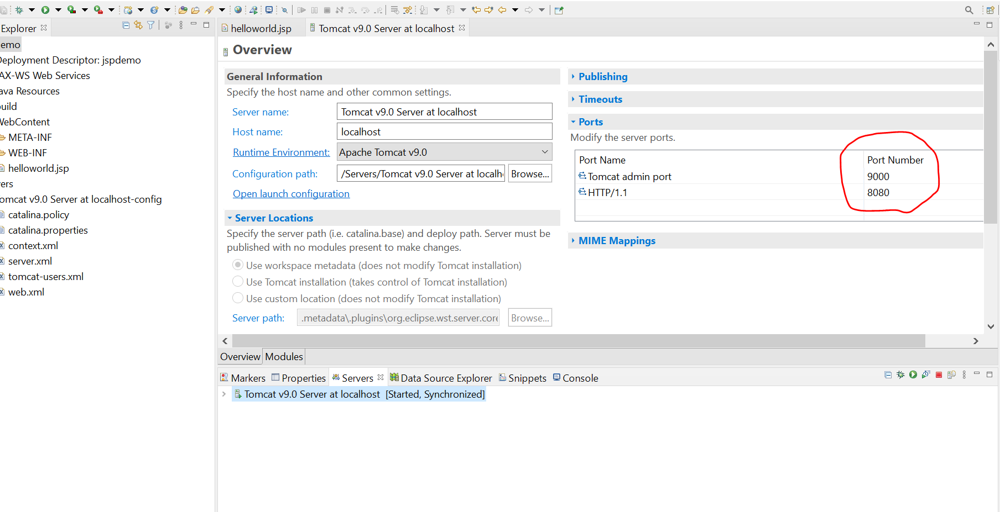 Explorer
helloworld.jsp
Tomcat v9.0 Server at localhost
emo
Deployment Descriptor: jspdemo
AX-WS Web Services
ava Resources
build
WebContent
META-INF
WEB-INF
helloworld.jsp
ers
omcat v9.0 Server at localhost-config
catalina.policy
catalina.properties
context.xml
server.xml
tomcat-users.xml
web.xml
Overview
General Information
Specify the host name and other common settings.
Server name: Tomcat v9.0 Server at localhost
Host name: localhost
Runtime Environment: Apache Tomcat v9.0
Configuration path: /Servers/Tomcat v9.0 Server at localh Browse...
Open launch configuration
Server Locations
Specify the server path (i.e. catalina.base) and deploy path. Server must be
published with no modules present to make changes.
Use workspace metadata (does not modify Tomcat installation)
Use Tomcat installation (takes control of Tomcat installation)
Use custom location (does not modify Tomcat installation)
Server path: .metadata\.plugins\org.eclipse.wst.server.core Browse...
Publishing
Timeouts
Ports
Modify the server ports.
Port Name Port Number
Tomcat admin port 9000
HTTP/1.1 8080
MIME Mappings
Overview Modules
Markers Properties Servers Data Source Explorer Snippets Console
Tomcat v9.0 Server at localhost [Started, Synchronized]